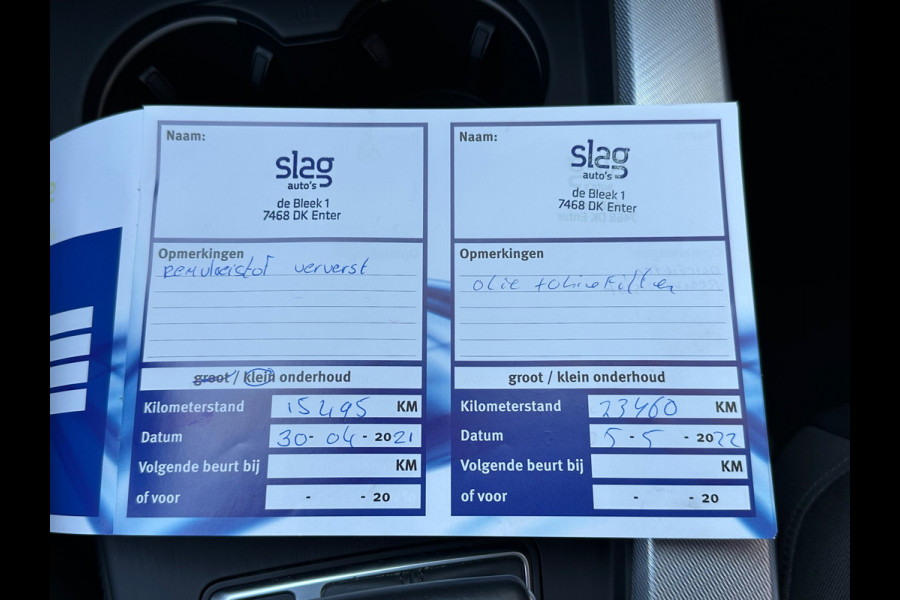 Naam:
slag
auto's
de Bleek 1
7468 DK Enter
Opmerkingen
remvloeistof ververst
groot / klein onderhoud
Kilometerstand 15495 KM
Datum 30-04-2021
Volgende beurt bij KM
of voor - - 20
Naam:
slag
auto's
de Bleek 1
7468 DK Enter
Opmerkingen
olie + oliefilter
groot / klein onderhoud
Kilometerstand 23460 KM
Datum 5-5-2022
Volgende beurt bij KM
of voor - - 20